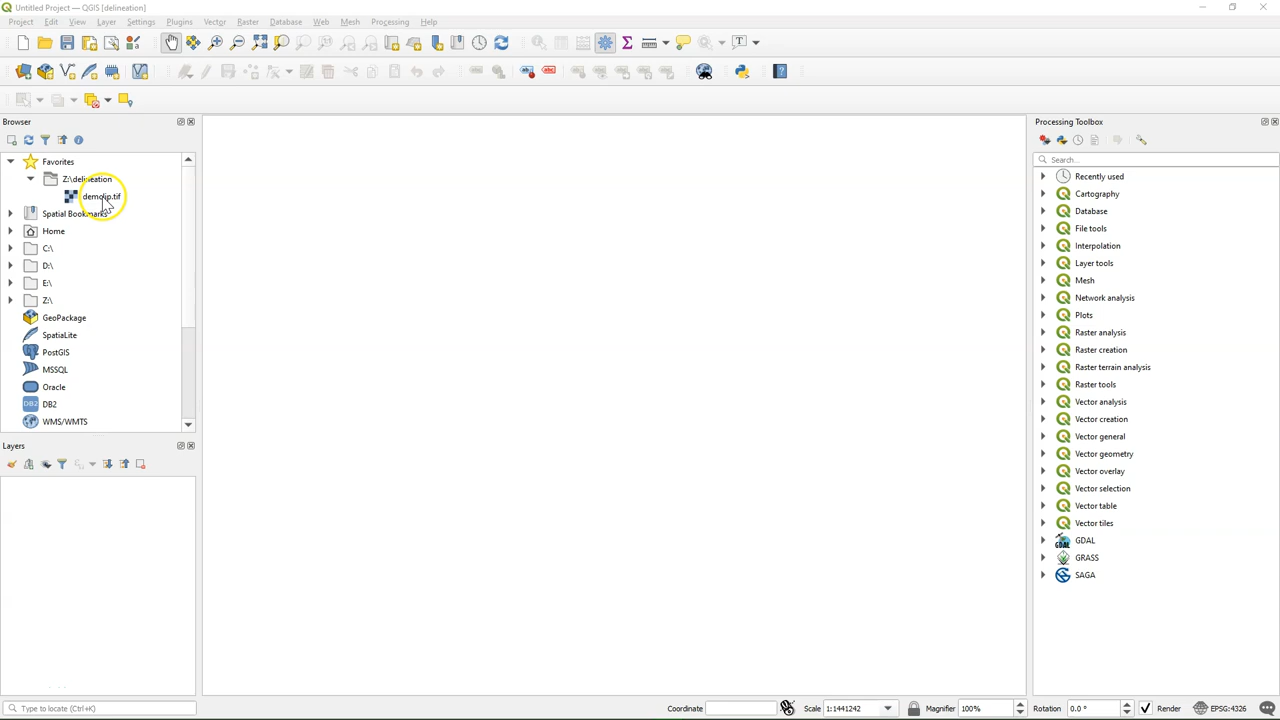 Untitled Project — QGIS [delineation]
Project Edit View Layer Settings Plugins Vector Raster Database Web Mesh Processing Help
Browser
Favorites
Z:\delineation
demclip.tif
Spatial Bookmarks
Home
C:\
D:\
E:\
Z:\
GeoPackage
SpatiaLite
PostGIS
MSSQL
Oracle
DB2
WMS/WMTS
Layers
Processing Toolbox
Search...
Recently used
Cartography
Database
File tools
Interpolation
Layer tools
Mesh
Network analysis
Plots
Raster analysis
Raster creation
Raster terrain analysis
Raster tools
Vector analysis
Vector creation
Vector general
Vector geometry
Vector overlay
Vector selection
Vector table
Vector tiles
GDAL
GRASS
SAGA
Type to locate (Ctrl+K) Coordinate Scale 1:1441242 Magnifier 100% Rotation 0.0 ° Render EPSG:4326